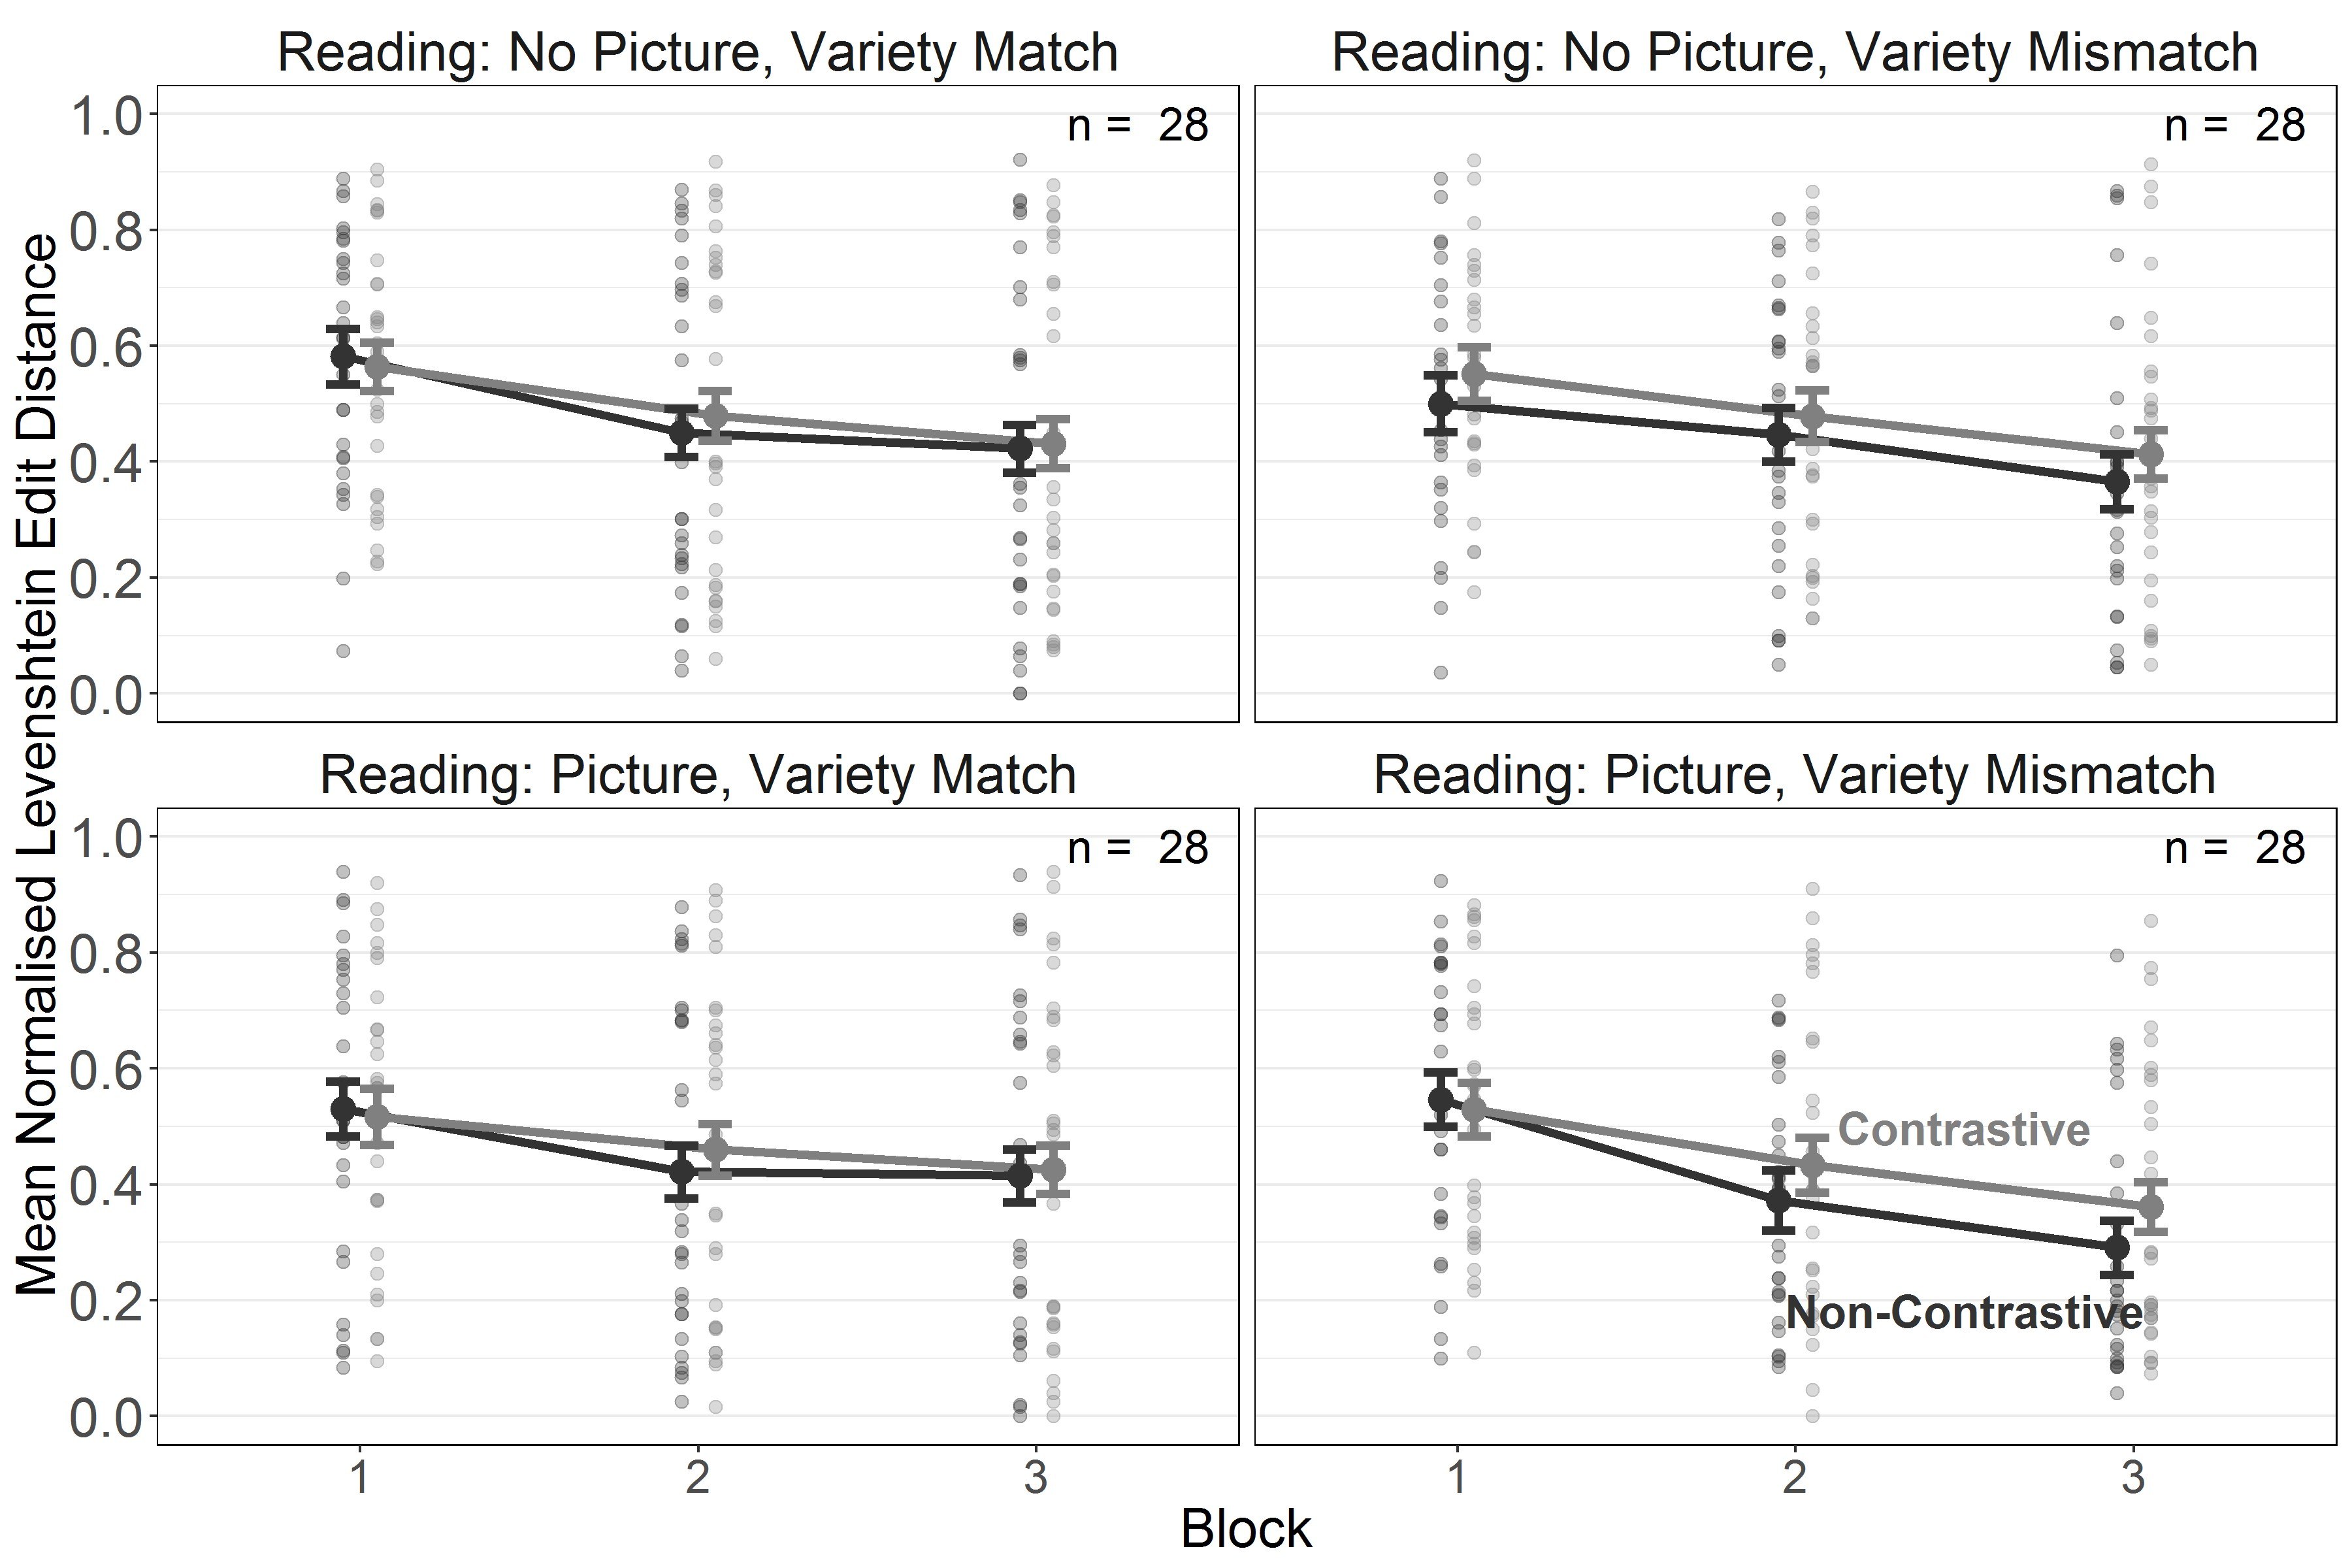 Reading: No Picture, Variety Match
Reading: No Picture, Variety Mismatch
n =  28
n =  28
1.0
0.8
0.6
0.4
0.2
0.0
Mean Normalised Levenshtein Edit Distance
Reading: Picture, Variety Match
Reading: Picture, Variety Mismatch
n =  28
n =  28
1.0
0.8
0.6
0.4
0.2
0.0
Contrastive
Non-Contrastive
1 2 3
1 2 3
Block